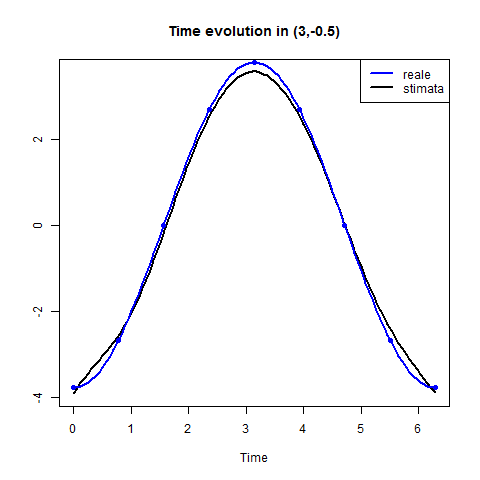 Time evolution in (3,-0.5)
reale
stimata
2
0
-2
-4
0 1 2 3 4 5 6
Time